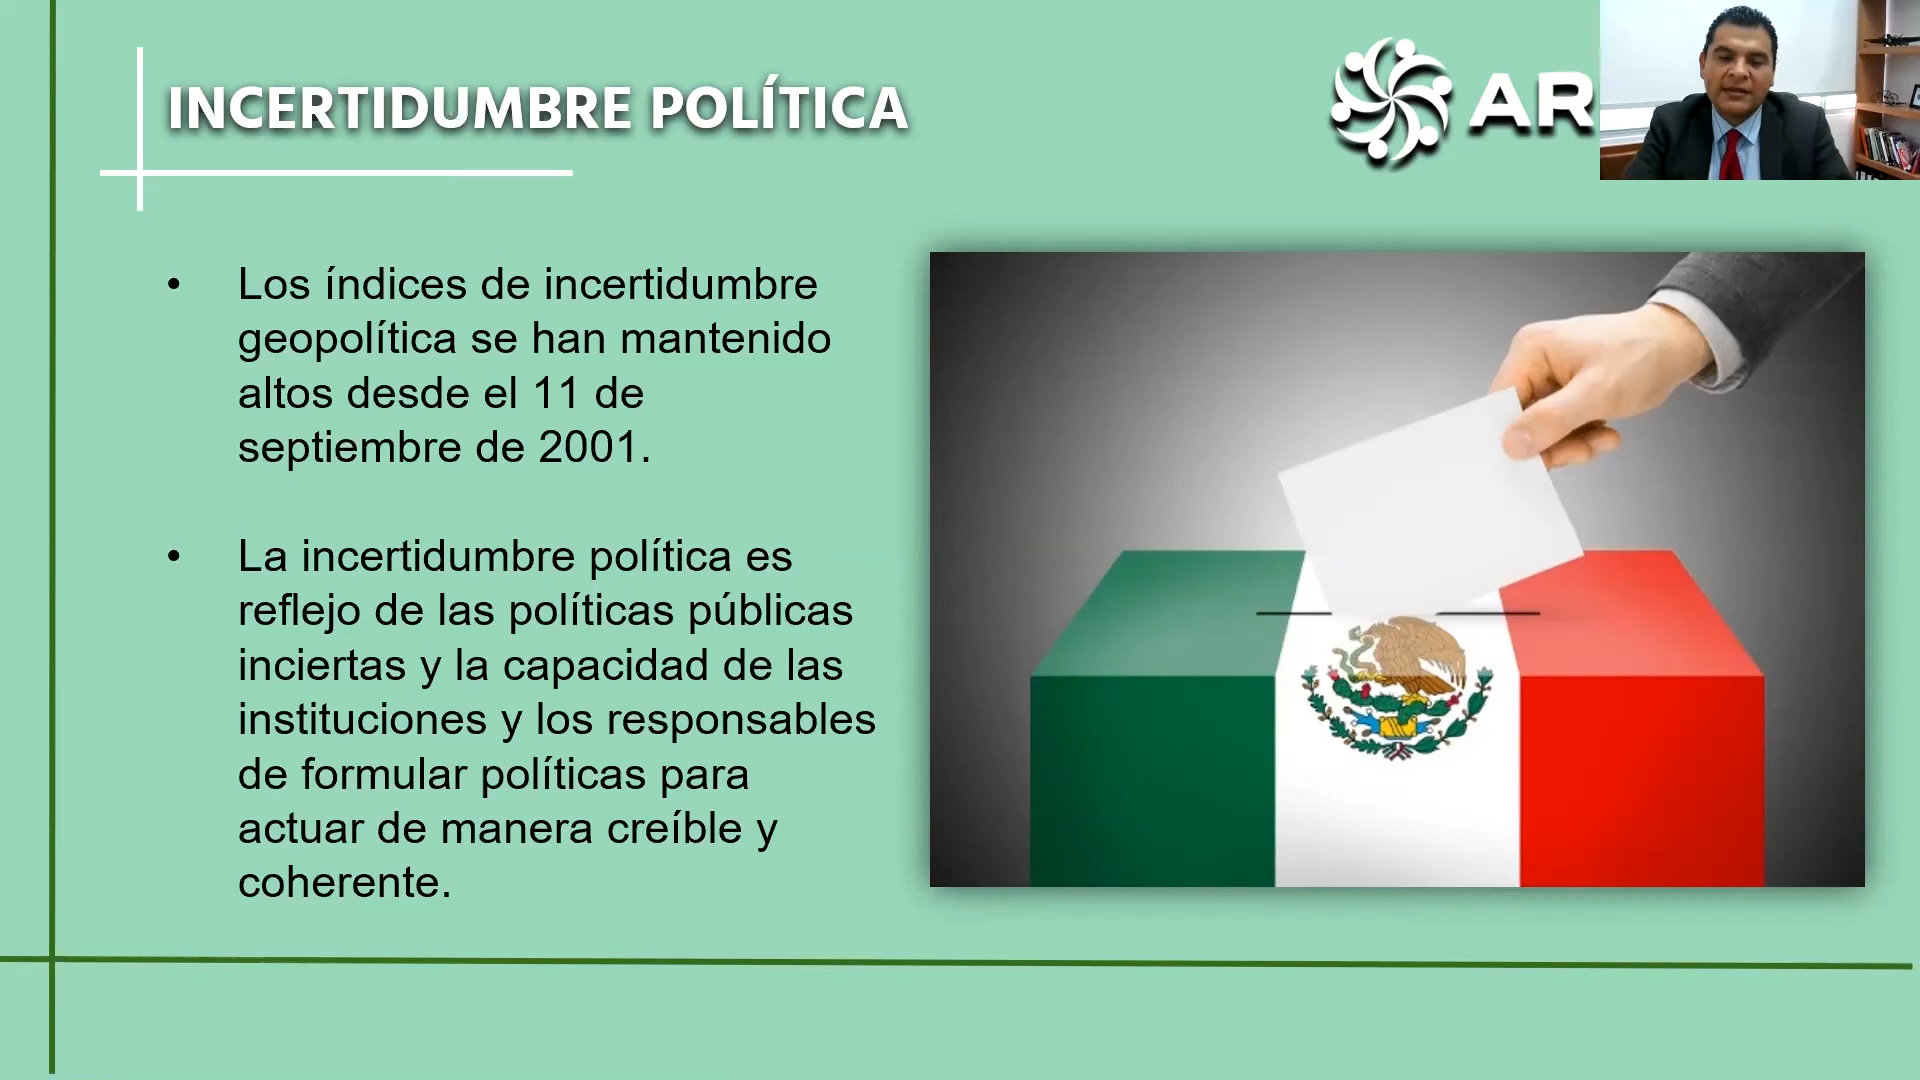 INCERTIDUMBRE POLÍTICA
AR
• Los índices de incertidumbre
geopolítica se han mantenido
altos desde el 11 de
septiembre de 2001.
• La incertidumbre política es
reflejo de las políticas públicas
inciertas y la capacidad de las
instituciones y los responsables
de formular políticas para
actuar de manera creíble y
coherente.